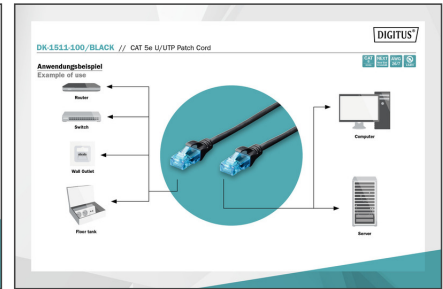 DIGITUS®
DK-1511-100/BLACK // CAT 5e U/UTP Patch Cord
Anwendungsbeispiel
Example of use
Router
Switch
Wall Outlet
Floor tank
Computer
Server